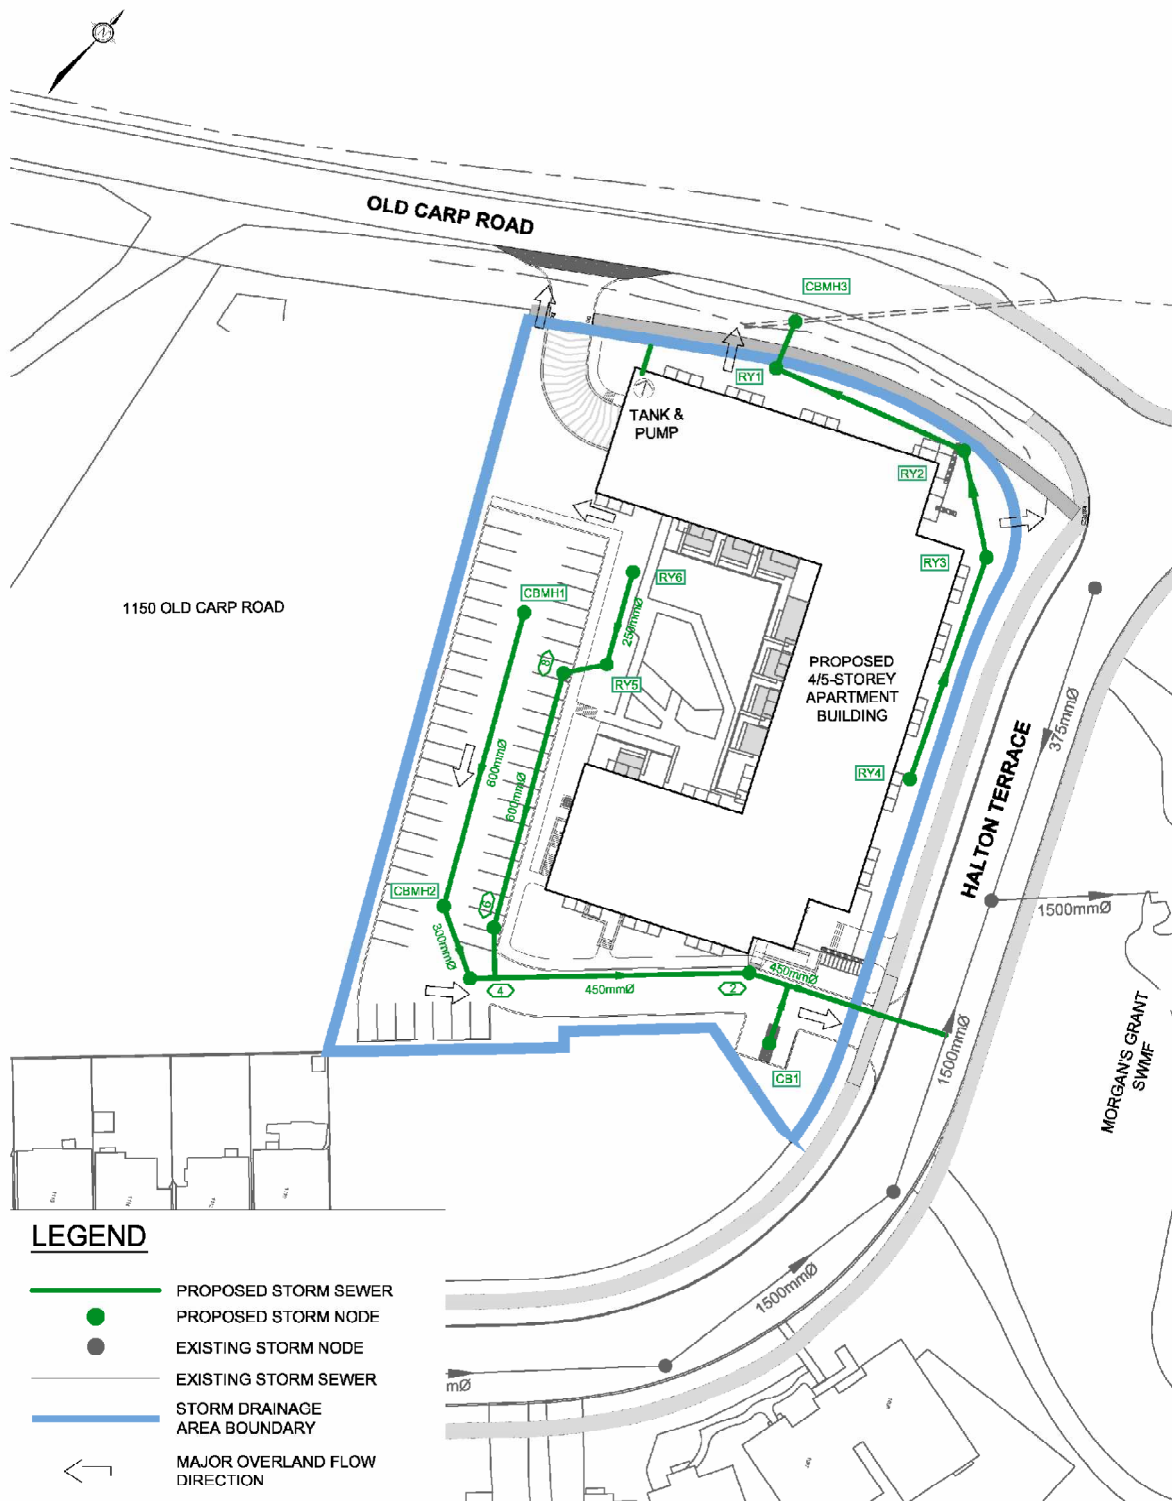 N
OLD CARP ROAD
CBMH3
RY1
TANK &
PUMP
RY2
RY3
RY6
CBMH1
250mmØ
1150 OLD CARP ROAD
8
RY5
PROPOSED
4/5-STOREY
APARTMENT
BUILDING
375mmØ
RY4
600mmØ
600mmØ
HALTON TERRACE
CBMH2
6
1500mmØ
300mmØ
450mmØ
4
450mmØ
2
1500mmØ
CB1
MORGAN'S GRANT
SWMF
LEGEND
1500mmØ
PROPOSED STORM SEWER
PROPOSED STORM NODE
EXISTING STORM NODE
EXISTING STORM SEWER
mØ
STORM DRAINAGE
AREA BOUNDARY
MAJOR OVERLAND FLOW
DIRECTION